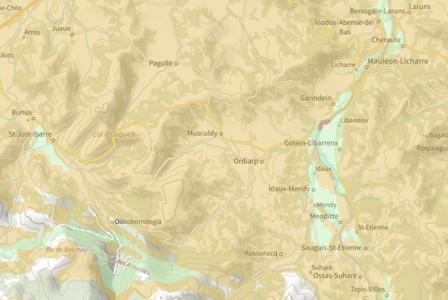 Laruns
Berrogain-Laruns
Viodos-Abense-de-
Bas
Chéraute
Arros
Juxue
Pagolle
Licharre
Mauléon-Licharre
Garindein
Bunus
St-Just-Ibarre
Col d'Osquich
Musculdy
Libarrenx
Gotein-Libarrenx
Ordiarp
Idaux
Idaux-Mendy
Mendy
Menditte
St-Étienne
Pic de Belchou
Aussurucq
Sauguis-St-Étienne
Suhare
Ossas-Suhare
Trois-Villes